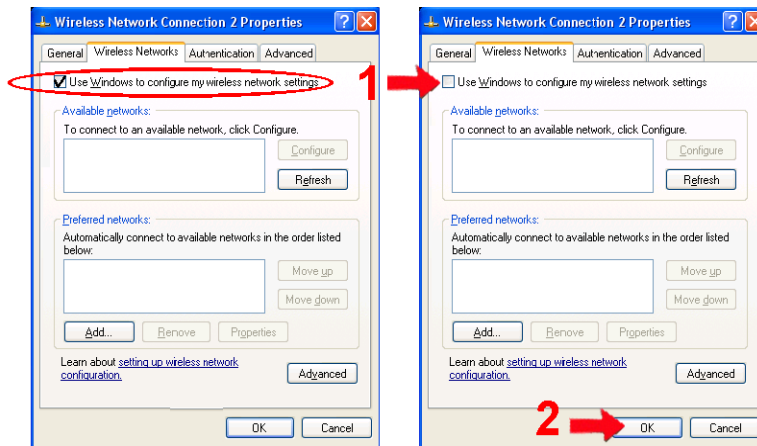 Wireless Network Connection 2 Properties
General Wireless Networks Authentication Advanced
Use Windows to configure my wireless network settings
Available networks:
To connect to an available network, click Configure.
Configure
Refresh
Preferred networks:
Automatically connect to available networks in the order listed
below:
Move up
Move down
Add... Remove Properties
Learn about setting up wireless network
configuration.
Advanced
OK Cancel
1
Wireless Network Connection 2 Properties
General Wireless Networks Authentication Advanced
Use Windows to configure my wireless network settings
Available networks:
To connect to an available network, click Configure.
Configure
Refresh
Preferred networks:
Automatically connect to available networks in the order listed
below:
Move up
Move down
Add... Remove Properties
Learn about setting up wireless network
configuration.
Advanced
2
OK Cancel